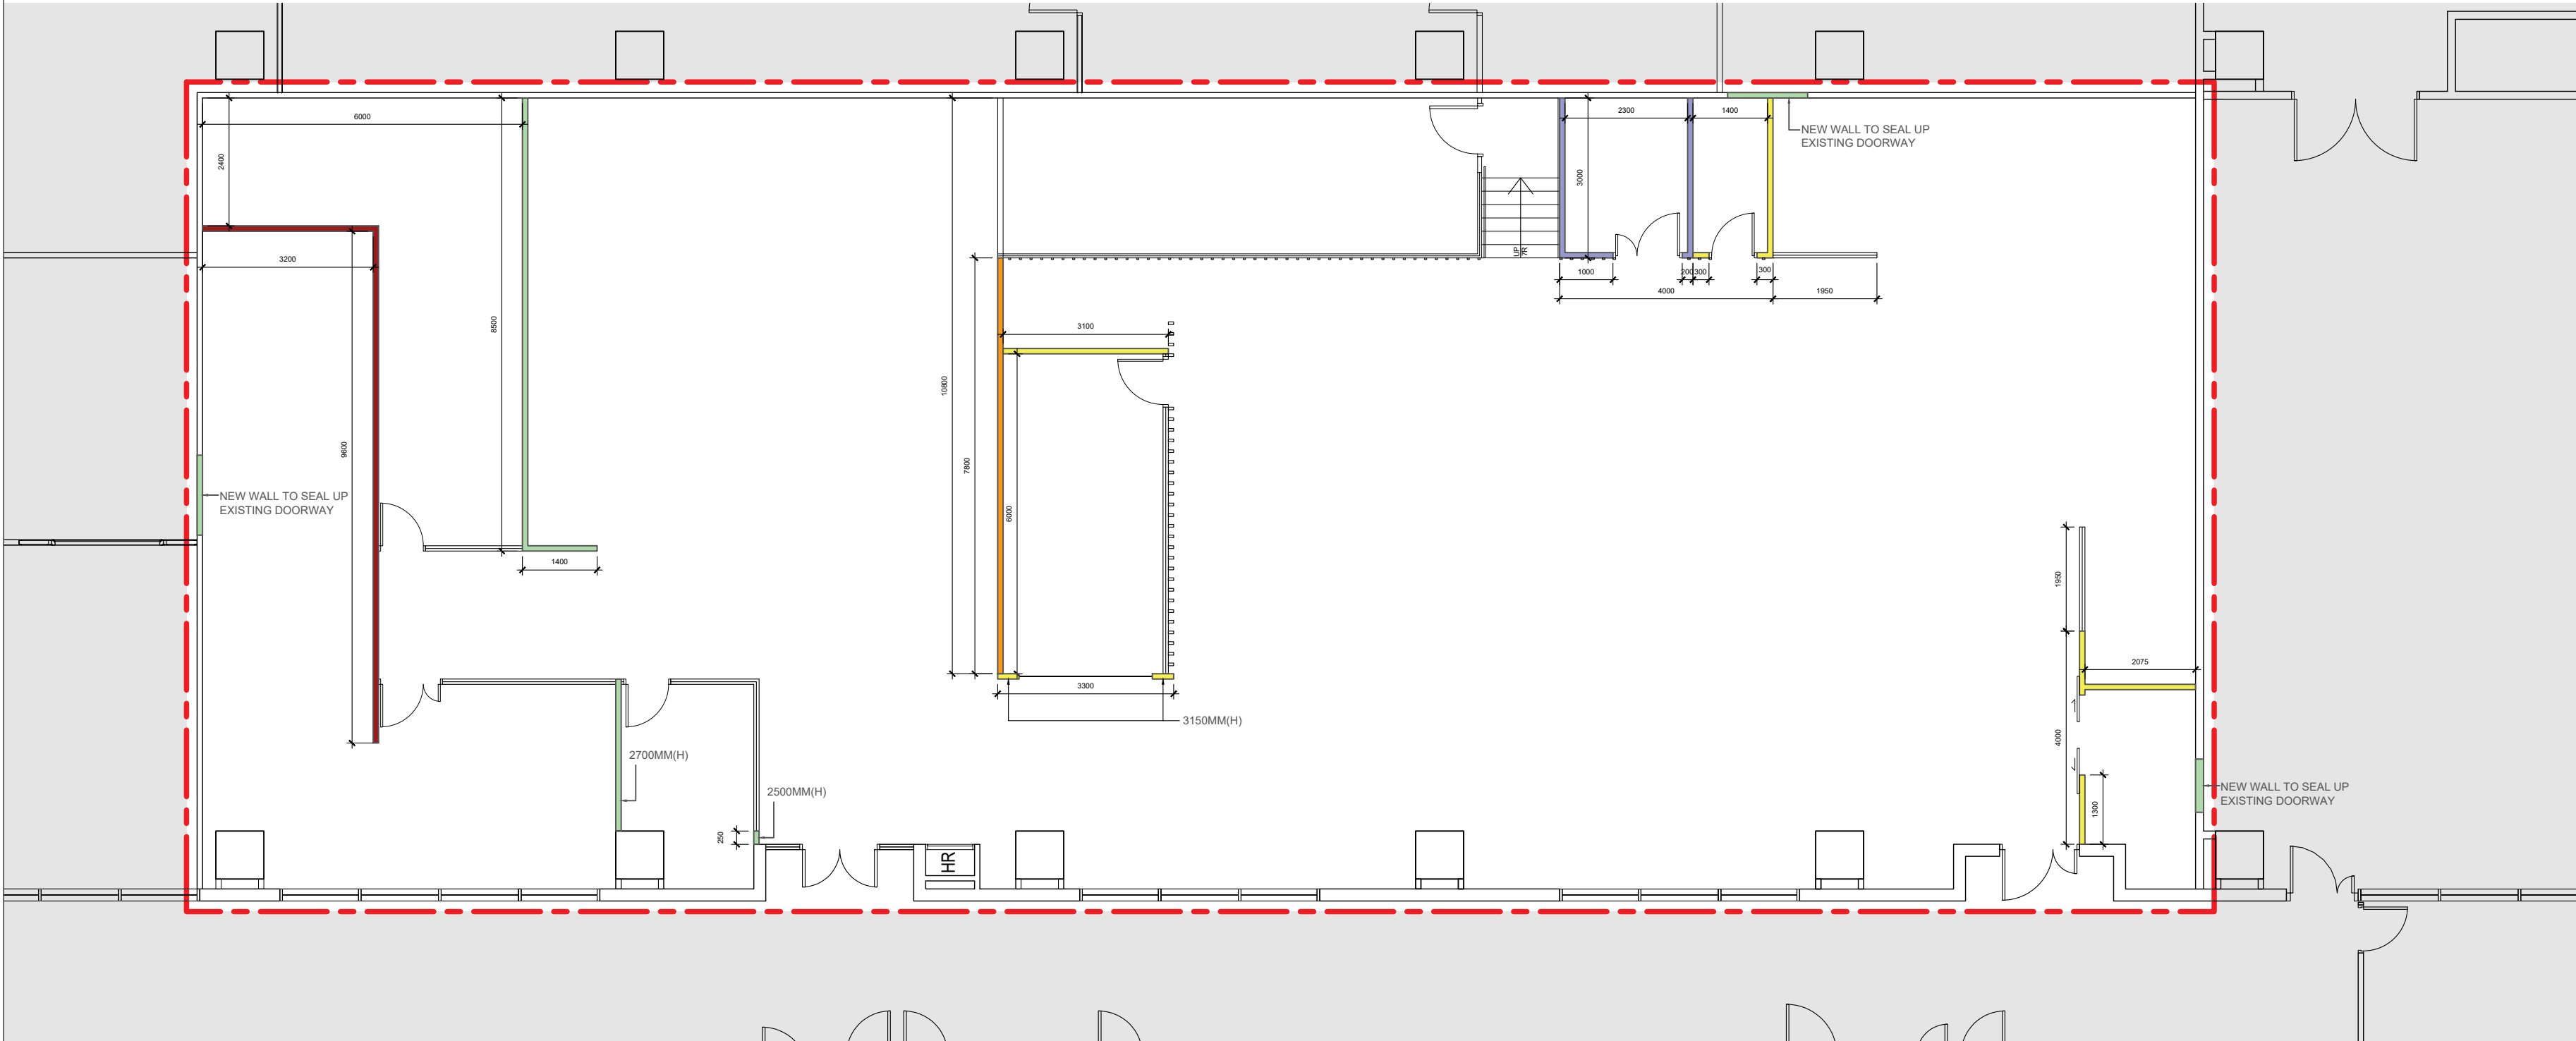 6000
2300
1400
NEW WALL TO SEAL UP
EXISTING DOORWAY
2400
3000
3200
UP
7R
1000
200
300
300
4000
1950
8500
3100
10800
9600
7800
6000
NEW WALL TO SEAL UP
EXISTING DOORWAY
1400
1950
2075
3300
3150MM(H)
4000
2700MM(H)
2500MM(H)
250
1300
NEW WALL TO SEAL UP
EXISTING DOORWAY
HR